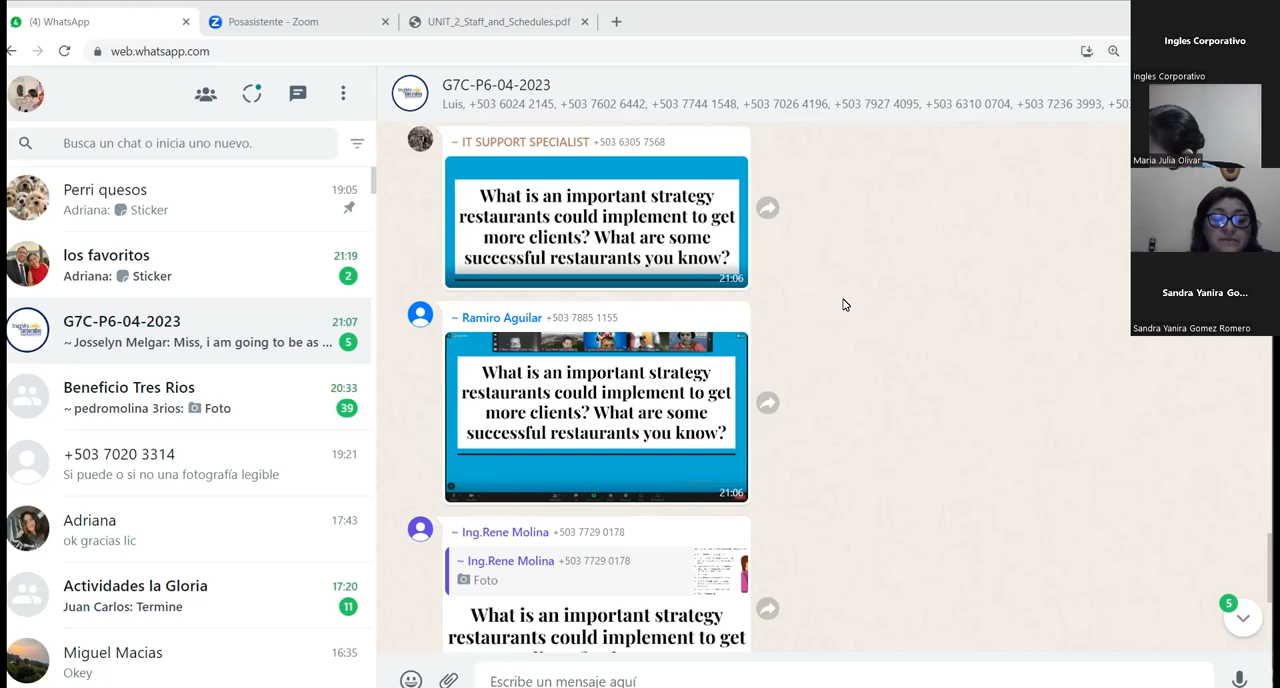 (4) WhatsApp
Posasistente - Zoom
UNIT_2_Staff_and_Schedules.pdf
web.whatsapp.com
Ingles Corporativo
Ingles Corporativo
Maria Julia Olivar
Sandra Yanira Go...
Sandra Yanira Gomez Romero
Busca un chat o inicia uno nuevo.
Perri quesos
19:05
Adriana: Sticker
los favoritos
21:19
Adriana: Sticker
2
G7C-P6-04-2023
21:07
~ Josselyn Melgar: Miss, i am going to be as ...
5
Beneficio Tres Rios
20:33
~ pedromolina 3rios: Foto
39
+503 7020 3314
19:21
Si puede o si no una fotografía legible
Adriana
17:43
ok gracias lic
Actividades la Gloria
17:20
Juan Carlos: Termine
11
Miguel Macias
16:35
Okey
G7C-P6-04-2023
Luis, +503 6024 2145, +503 7602 6442, +503 7744 1548, +503 7026 4196, +503 7927 4095, +503 6310 0704, +503 7236 3993, +503
~ IT SUPPORT SPECIALIST +503 6305 7568
What is an important strategy
restaurants could implement to get
more clients? What are some
successful restaurants you know?
21:06
~ Ramiro Aguilar +503 7885 1155
What is an important strategy
restaurants could implement to get
more clients? What are some
successful restaurants you know?
21:06
~ Ing.Rene Molina +503 7729 0178
~ Ing.Rene Molina +503 7729 0178
Foto
What is an important strategy
restaurants could implement to get
5
Escribe un mensaje aquí